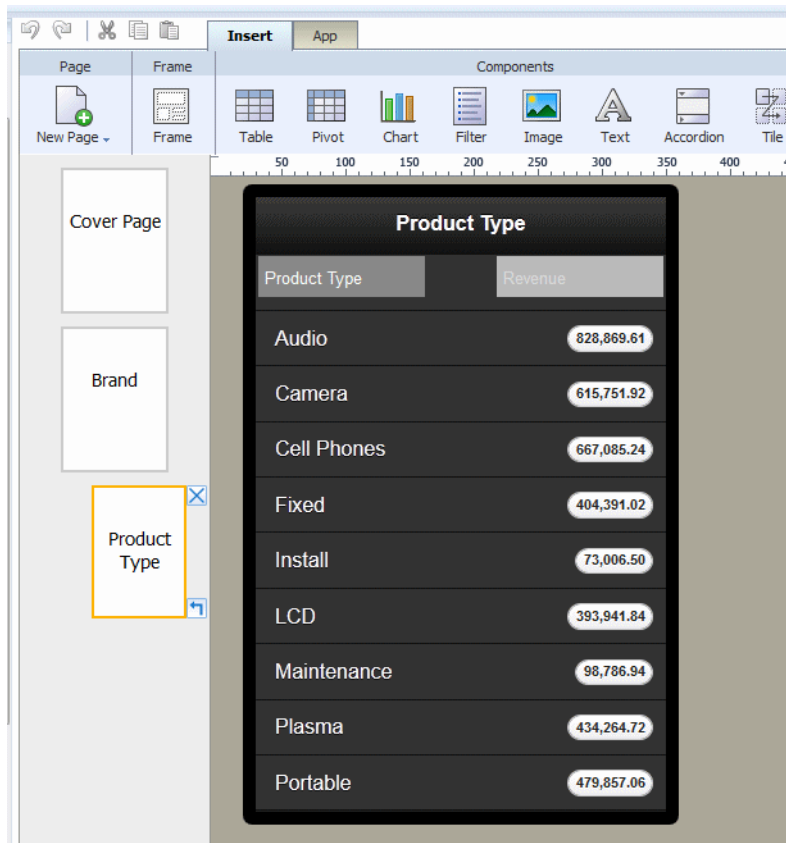 Insert App
Page Frame Components
New Page Frame Table Pivot Chart Filter Image Text Accordion Tile
50 100 150 200 250 300 350 400
Cover Page
Brand
Product
Type
Product Type
Product Type Revenue
Audio 828,869.61
Camera 615,751.92
Cell Phones 667,085.24
Fixed 404,391.02
Install 73,006.50
LCD 393,941.84
Maintenance 98,786.94
Plasma 434,264.72
Portable 479,857.06